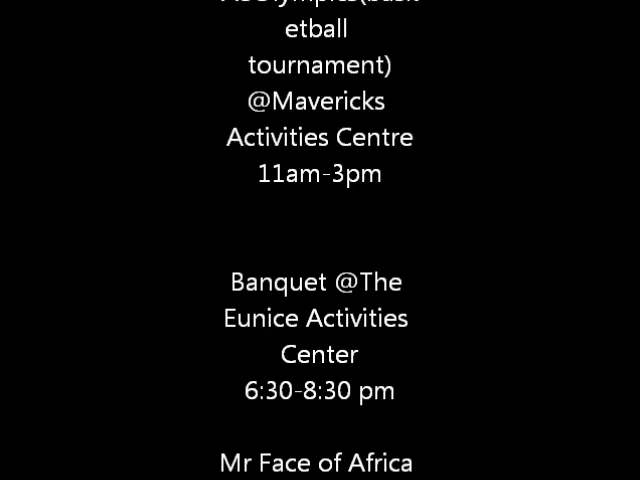 etball
tournament)
@Mavericks
Activities Centre
11am-3pm
Banquet @The
Eunice Activities
Center
6:30-8:30 pm
Mr Face of Africa